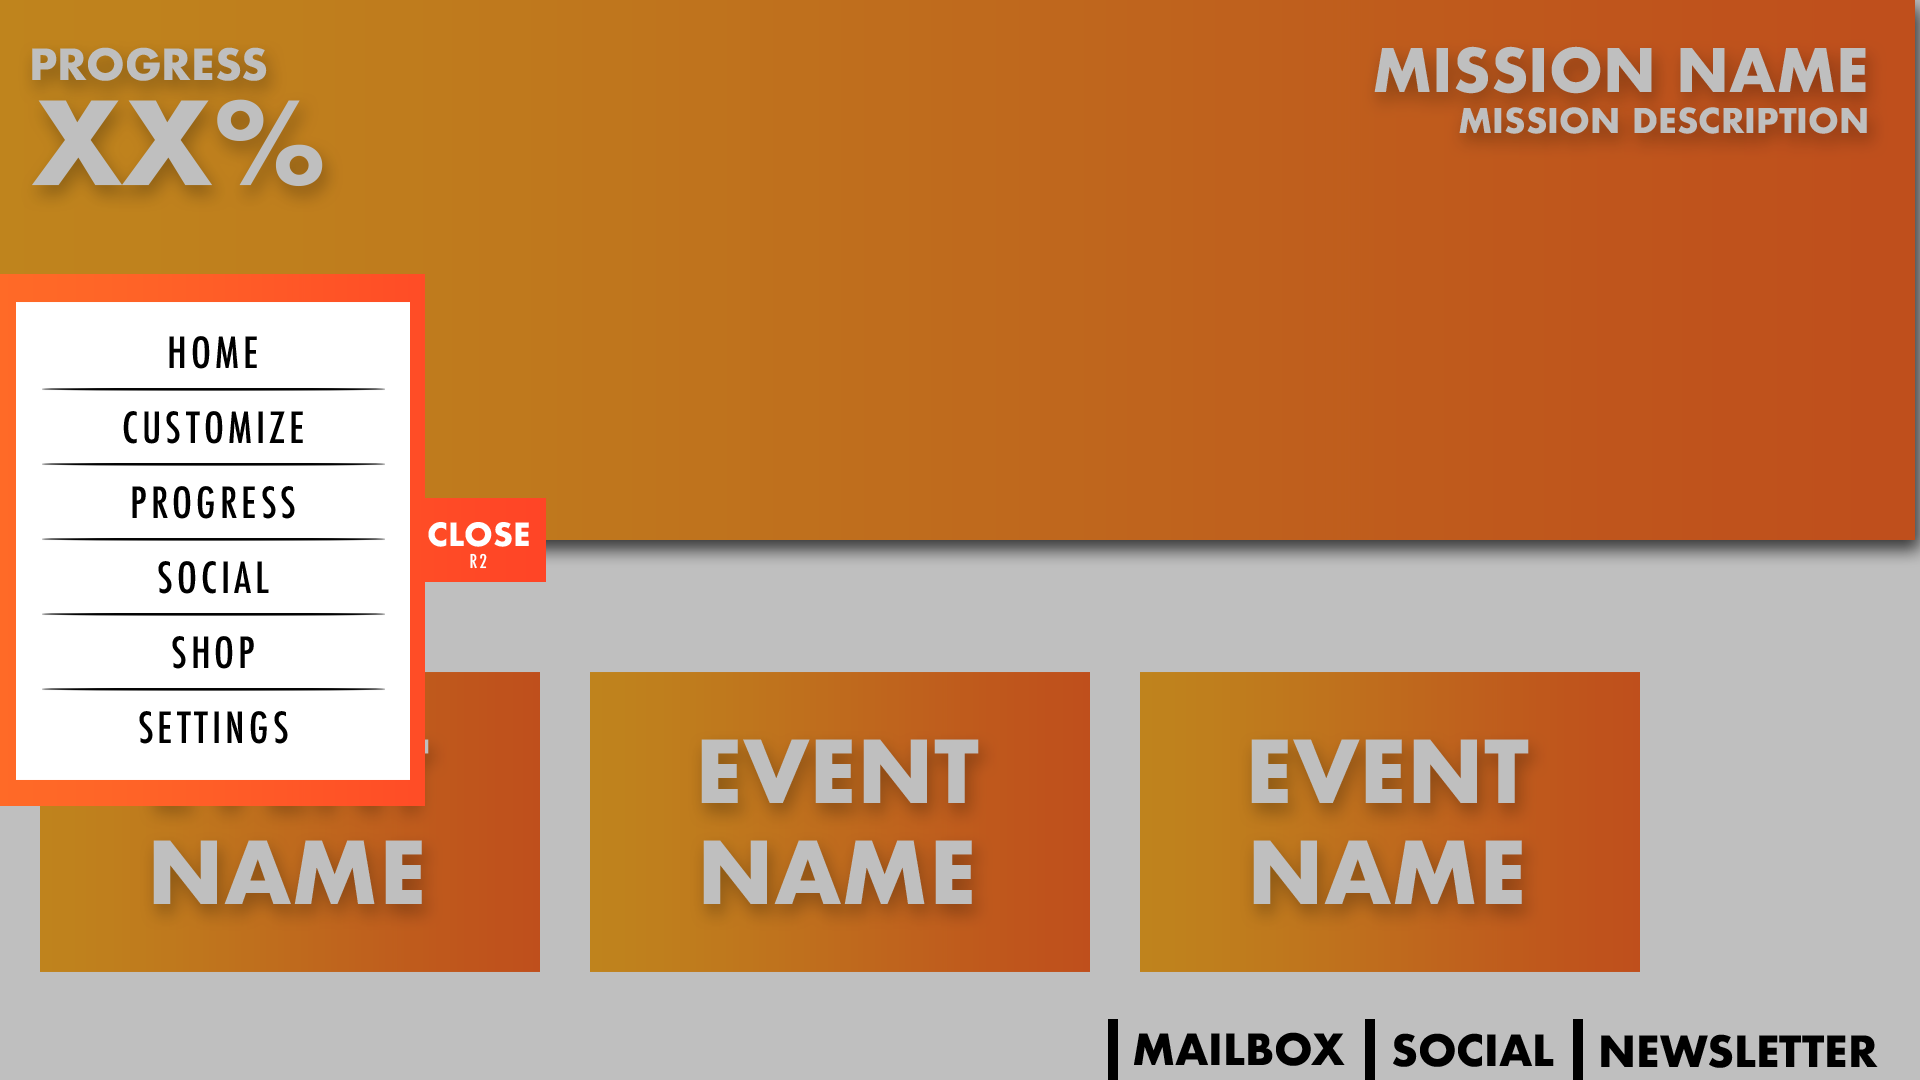 PROGRESS
XX%
MISSION NAME
MISSION DESCRIPTION
HOME
CUSTOMIZE
PROGRESS
SOCIAL
SHOP
SETTINGS
CLOSE
R2
NAME
EVENT
NAME
EVENT
NAME
MAILBOX
SOCIAL
NEWSLETTER